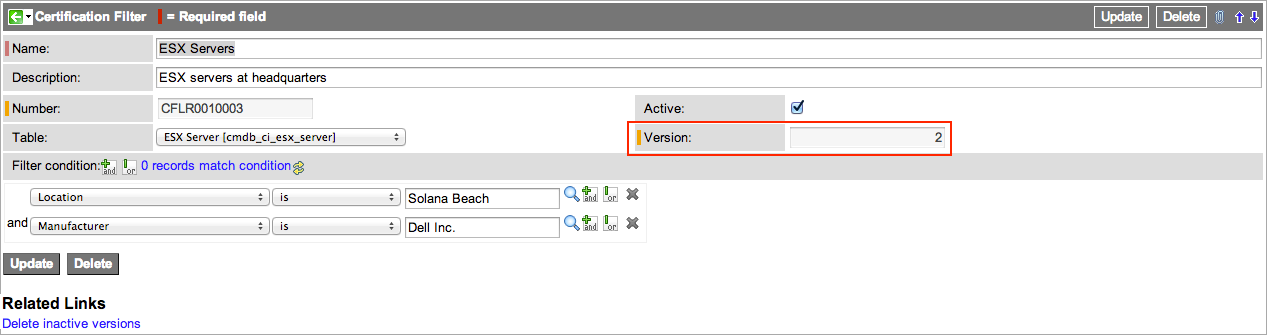 Certification Filter = Required field Update Delete
Name: ESX Servers
Description: ESX servers at headquarters
Number: CFLR0010003 Active:
Table: ESX Server [cmdb_ci_esx_server] Version: 2
Filter condition: and or 0 records match condition
Location is Solana Beach and or
and Manufacturer is Dell Inc. and or
Update Delete
Related Links
Delete inactive versions